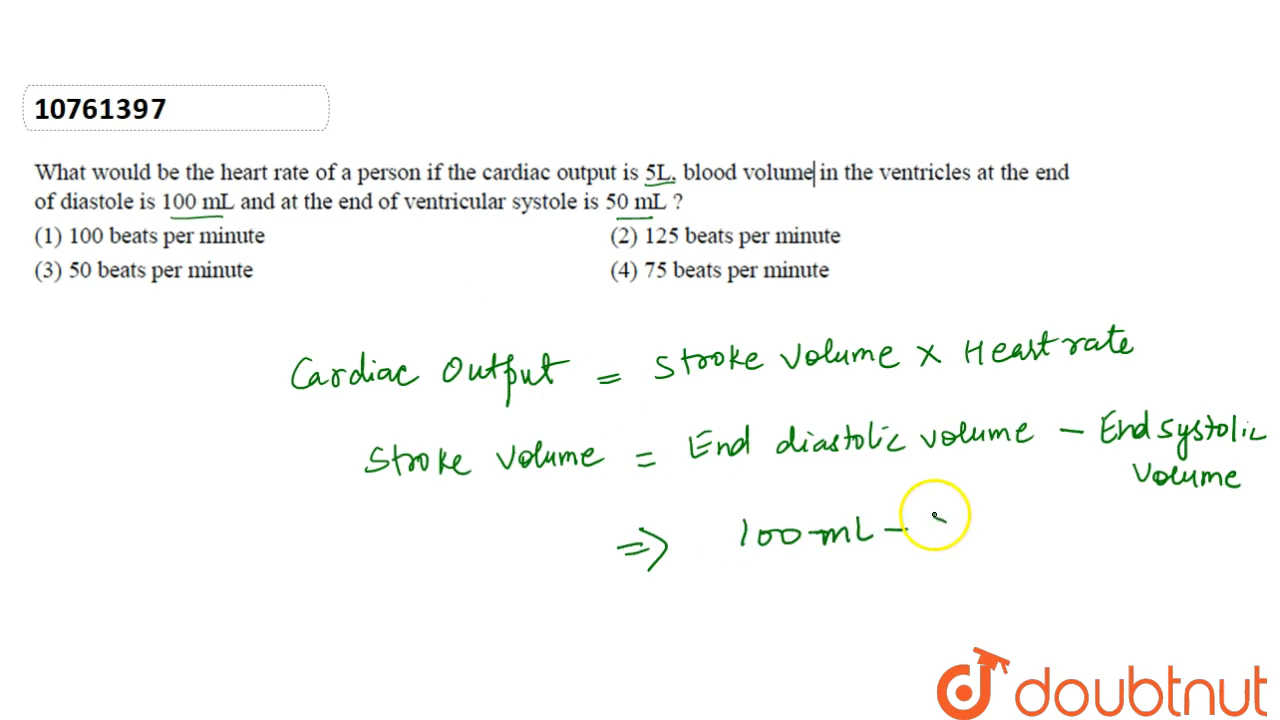 10761397
What would be the heart rate of a person if the cardiac output is 5L, blood volume in the ventricles at the end
of diastole is 100 mL and at the end of ventricular systole is 50 mL ?
(1) 100 beats per minute (2) 125 beats per minute
(3) 50 beats per minute (4) 75 beats per minute
Cardiac Output = Stroke Volume × Heart rate
Stroke Volume = End diastolic volume – End systolic
Volume
=> 100 mL –
doubtnut